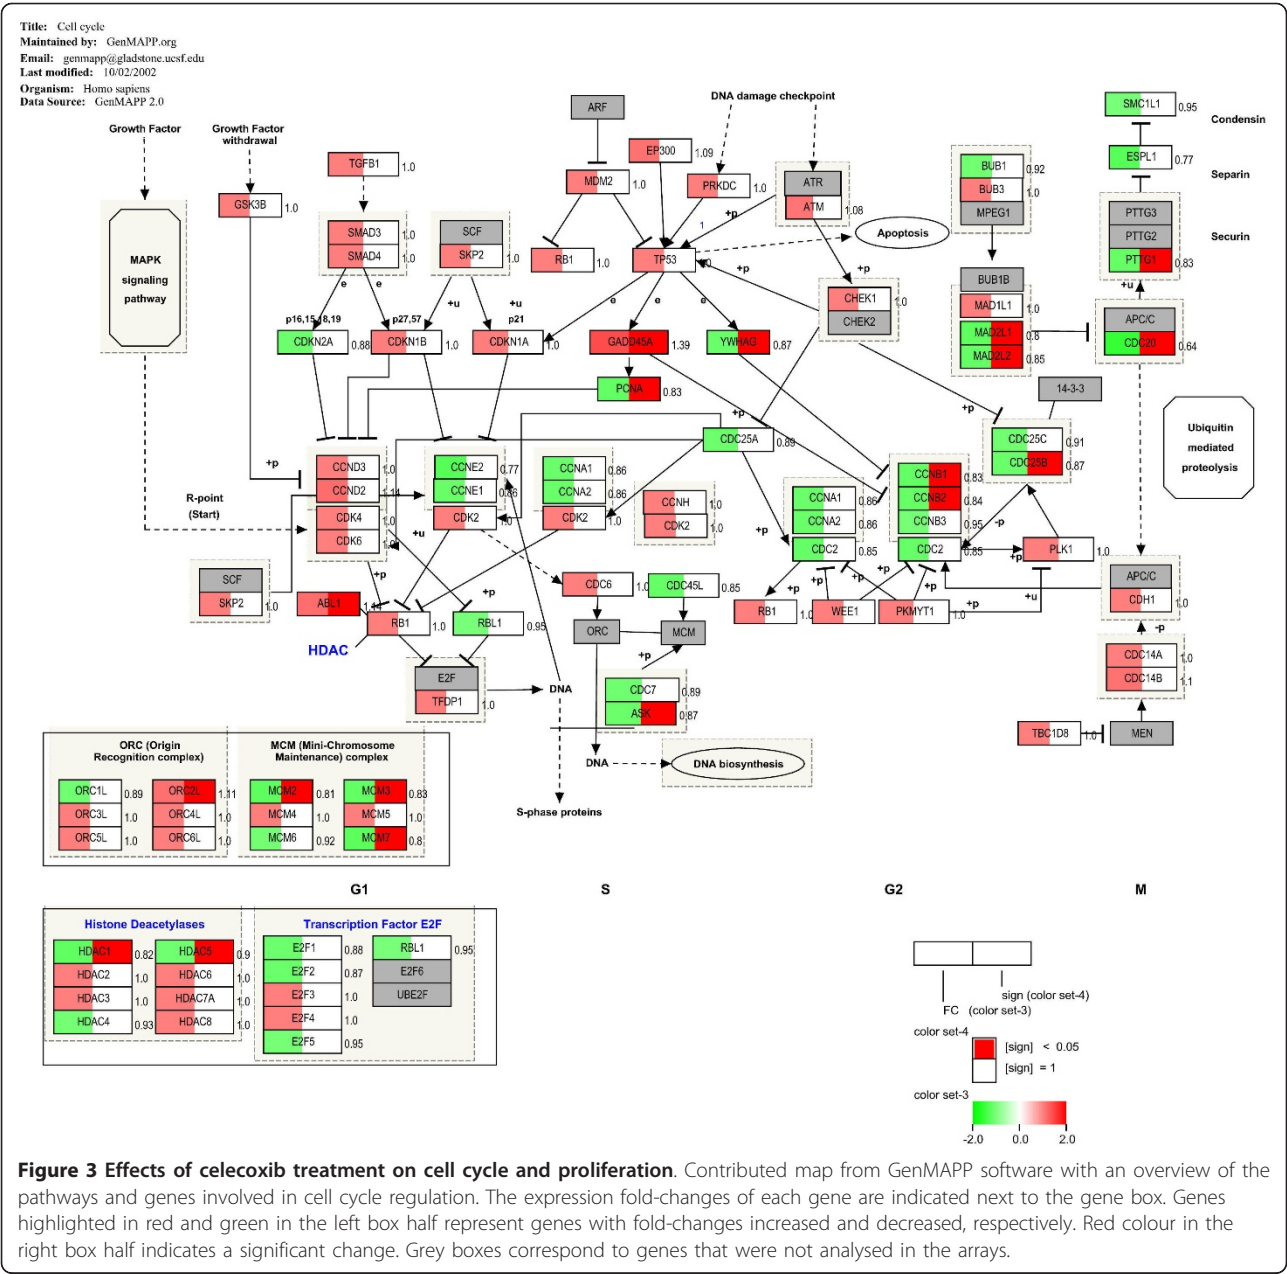 Title: Cell cycle
Maintained by: GenMAPP.org
Email: genmapp@gladstone.ucsf.edu
Last modified: 10/02/2002
Organism: Homo sapiens
Data Source: GenMAPP 2.0
Growth Factor
Growth Factor
withdrawal
MAPK
signaling
pathway
GSK3B 1.0
TGFB1 1.0
SMAD3 1.0
SMAD4 1.0
e e
SCF
SKP2 1.0
+u +u
p16,15,18,19
CDKN2A 0.88
p27,57
CDKN1B 1.0
p21
CDKN1A 1.0
ARF
MDM2 1.0
RB1 1.0
EP300 1.09
DNA damage checkpoint
PRKDC 1.0
ATR
ATM 1.08
+p
1
TP53
Apoptosis
+p
+p
e e e
CHEK1 1.0
CHEK2
GADD45A 1.39
YWHAG 0.87
PCNA 0.83
BUB1 0.92
BUB3 1.0
MPEG1
BUB1B
MAD1L1 1.0
MAD2L1 0.8
MAD2L2 0.85
SMC1L1 0.95
Condensin
ESPL1 0.77
Separin
PTTG3
PTTG2
PTTG1 0.83
Securin
+u
APC/C
CDC20 0.64
14-3-3
+p
CDC25C 0.91
CDC25B 0.87
Ubiquitin
mediated
proteolysis
+p
CDC25A 0.89
+p
R-point
(Start)
CCND3 1.0
CCND2 1.14
CDK4 1.0
CDK6 1.0
CCNE2 0.77
CCNE1 0.86
CDK2 1.0
+u
CCNA1 0.86
CCNA2 0.86
CDK2 1.0
CCNH 1.0
CDK2 1.0
CCNA1 0.86
CCNA2 0.86
CDC2 0.85
+p
CCNB1 0.83
CCNB2 0.84
CCNB3 0.95
CDC2 0.85
-p
+p
PLK1 1.0
SCF
SKP2 1.0
ABL1 1.14
+p
RB1 1.0
+p
RBL1 0.95
HDAC
E2F
TFDP1 1.0
DNA
CDC6 1.0
CDC45L 0.85
ORC
MCM
+p
CDC7 0.89
ASK 0.87
DNA
DNA biosynthesis
S-phase proteins
RB1 1.0
WEE1
PKMYT1 1.0
+p +p +p +p
+p
+u
APC/C
CDH1 1.0
-p
CDC14A 1.0
CDC14B 1.1
TBC1D8 1.0
MEN
ORC (Origin
Recognition complex)
ORC1L 0.89 ORC2L 1.11
ORC3L 1.0 ORC4L 1.0
ORC5L 1.0 ORC6L 1.0
MCM (Mini-Chromosome
Maintenance) complex
MCM2 0.81 MCM3 0.83
MCM4 1.0 MCM5 1.0
MCM6 0.92 MCM7 0.8
G1 S G2 M
Histone Deacetylases
HDAC1 0.82 HDAC5 0.9
HDAC2 1.0 HDAC6 1.0
HDAC3 1.0 HDAC7A 1.0
HDAC4 0.93 HDAC8 1.0
Transcription Factor E2F
E2F1 0.88 RBL1 0.95
E2F2 0.87 E2F6
E2F3 1.0 UBE2F
E2F4 1.0
E2F5 0.95
sign (color set-4)
FC (color set-3)
color set-4
[sign] < 0.05
[sign] = 1
color set-3
-2.0 0.0 2.0
Figure 3 Effects of celecoxib treatment on cell cycle and proliferation. Contributed map from GenMAPP software with an overview of the
pathways and genes involved in cell cycle regulation. The expression fold-changes of each gene are indicated next to the gene box. Genes
highlighted in red and green in the left box half represent genes with fold-changes increased and decreased, respectively. Red colour in the
right box half indicates a significant change. Grey boxes correspond to genes that were not analysed in the arrays.